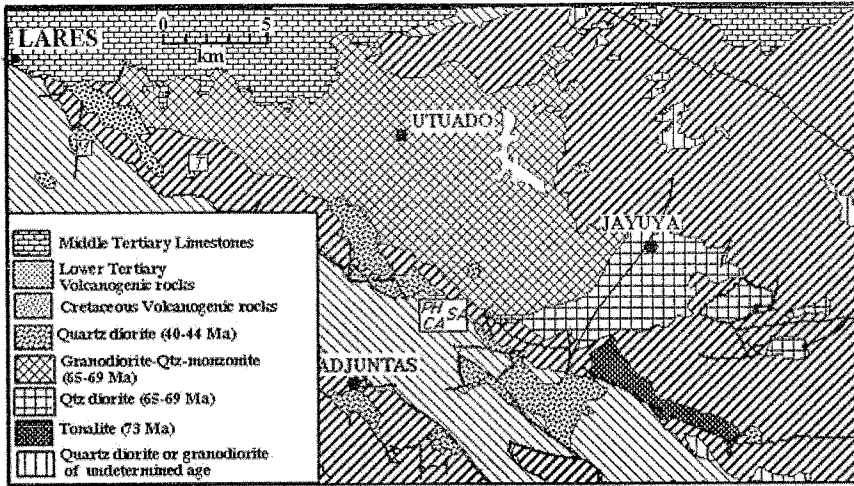 LARES
0 5
km
UTUADO
JAYUYA
ADJUNTAS
Middle Tertiary Limestones
Lower Tertiary
Volcanogenic rocks
Cretaceous Volcanogenic rocks
Quartz diorite (40-44 Ma)
Granodiorite-Qtz-monzonite
(65-69 Ma)
Qtz diorite (65-69 Ma)
Tonalite (73 Ma)
Quartz diorite or granodiorite
of undetermined age